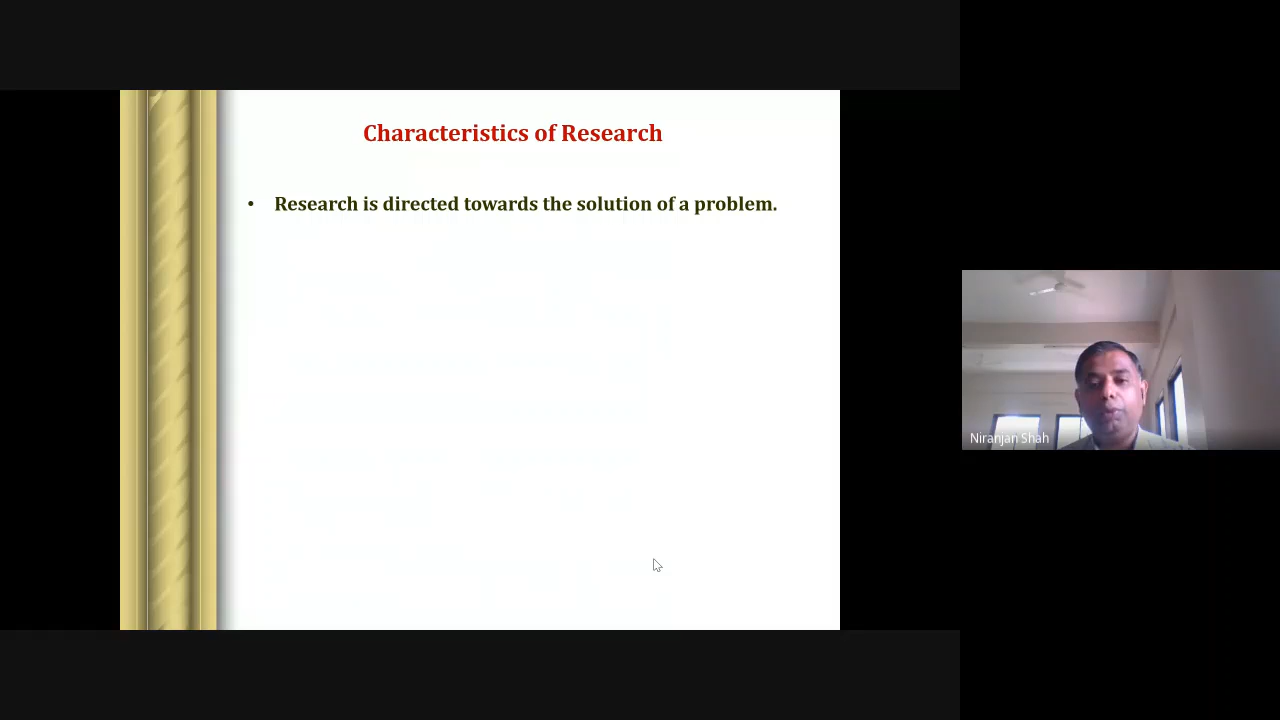 Characteristics of Research
• Research is directed towards the solution of a problem.
Niranjan Shah